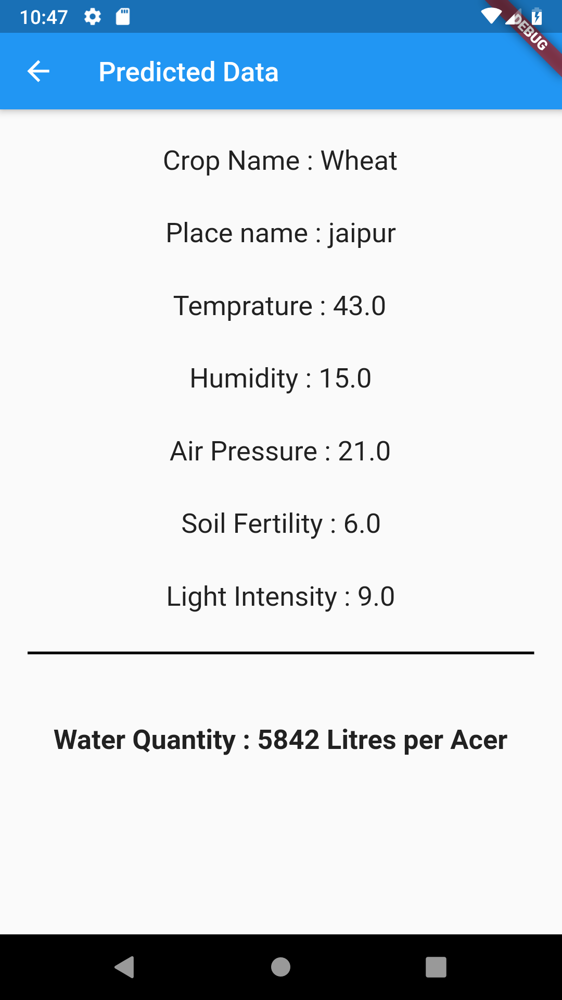 10:47
DEBUG
Predicted Data
Crop Name : Wheat
Place name : jaipur
Temprature : 43.0
Humidity : 15.0
Air Pressure : 21.0
Soil Fertility : 6.0
Light Intensity : 9.0
Water Quantity : 5842 Litres per Acer